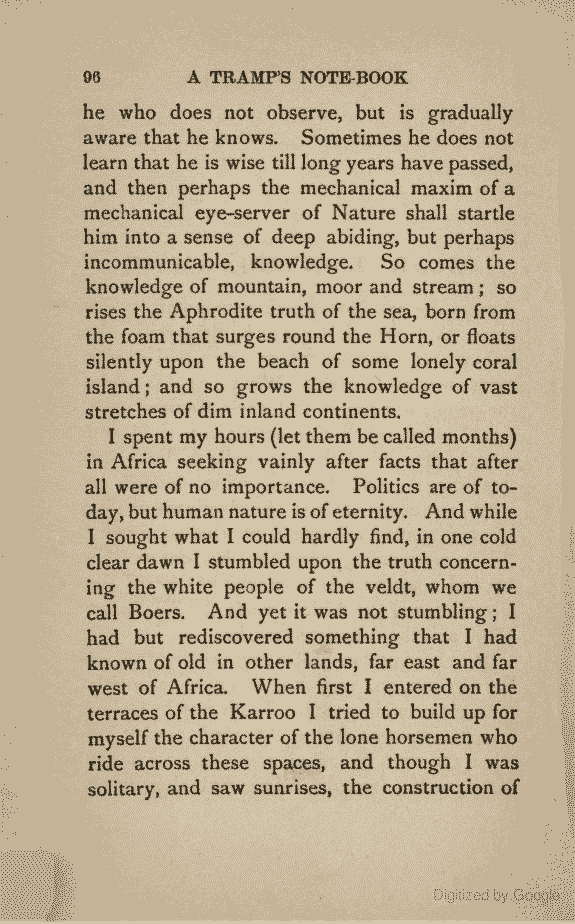 96 A TRAMP'S NOTE-BOOK
he who does not observe, but is gradually
aware that he knows. Sometimes he does not
learn that he is wise till long years have passed,
and then perhaps the mechanical maxim of a
mechanical eye-server of Nature shall startle
him into a sense of deep abiding, but perhaps
incommunicable, knowledge. So comes the
knowledge of mountain, moor and stream; so
rises the Aphrodite truth of the sea, born from
the foam that surges round the Horn, or floats
silently upon the beach of some lonely coral
island; and so grows the knowledge of vast
stretches of dim inland continents.
I spent my hours (let them be called months)
in Africa seeking vainly after facts that after
all were of no importance. Politics are of to-
day, but human nature is of eternity. And while
I sought what I could hardly find, in one cold
clear dawn I stumbled upon the truth concern-
ing the white people of the veldt, whom we
call Boers. And yet it was not stumbling; I
had but rediscovered something that I had
known of old in other lands, far east and far
west of Africa. When first I entered on the
terraces of the Karroo I tried to build up for
myself the character of the lone horsemen who
ride across these spaces, and though I was
solitary, and saw sunrises, the construction of
Digitized by Google